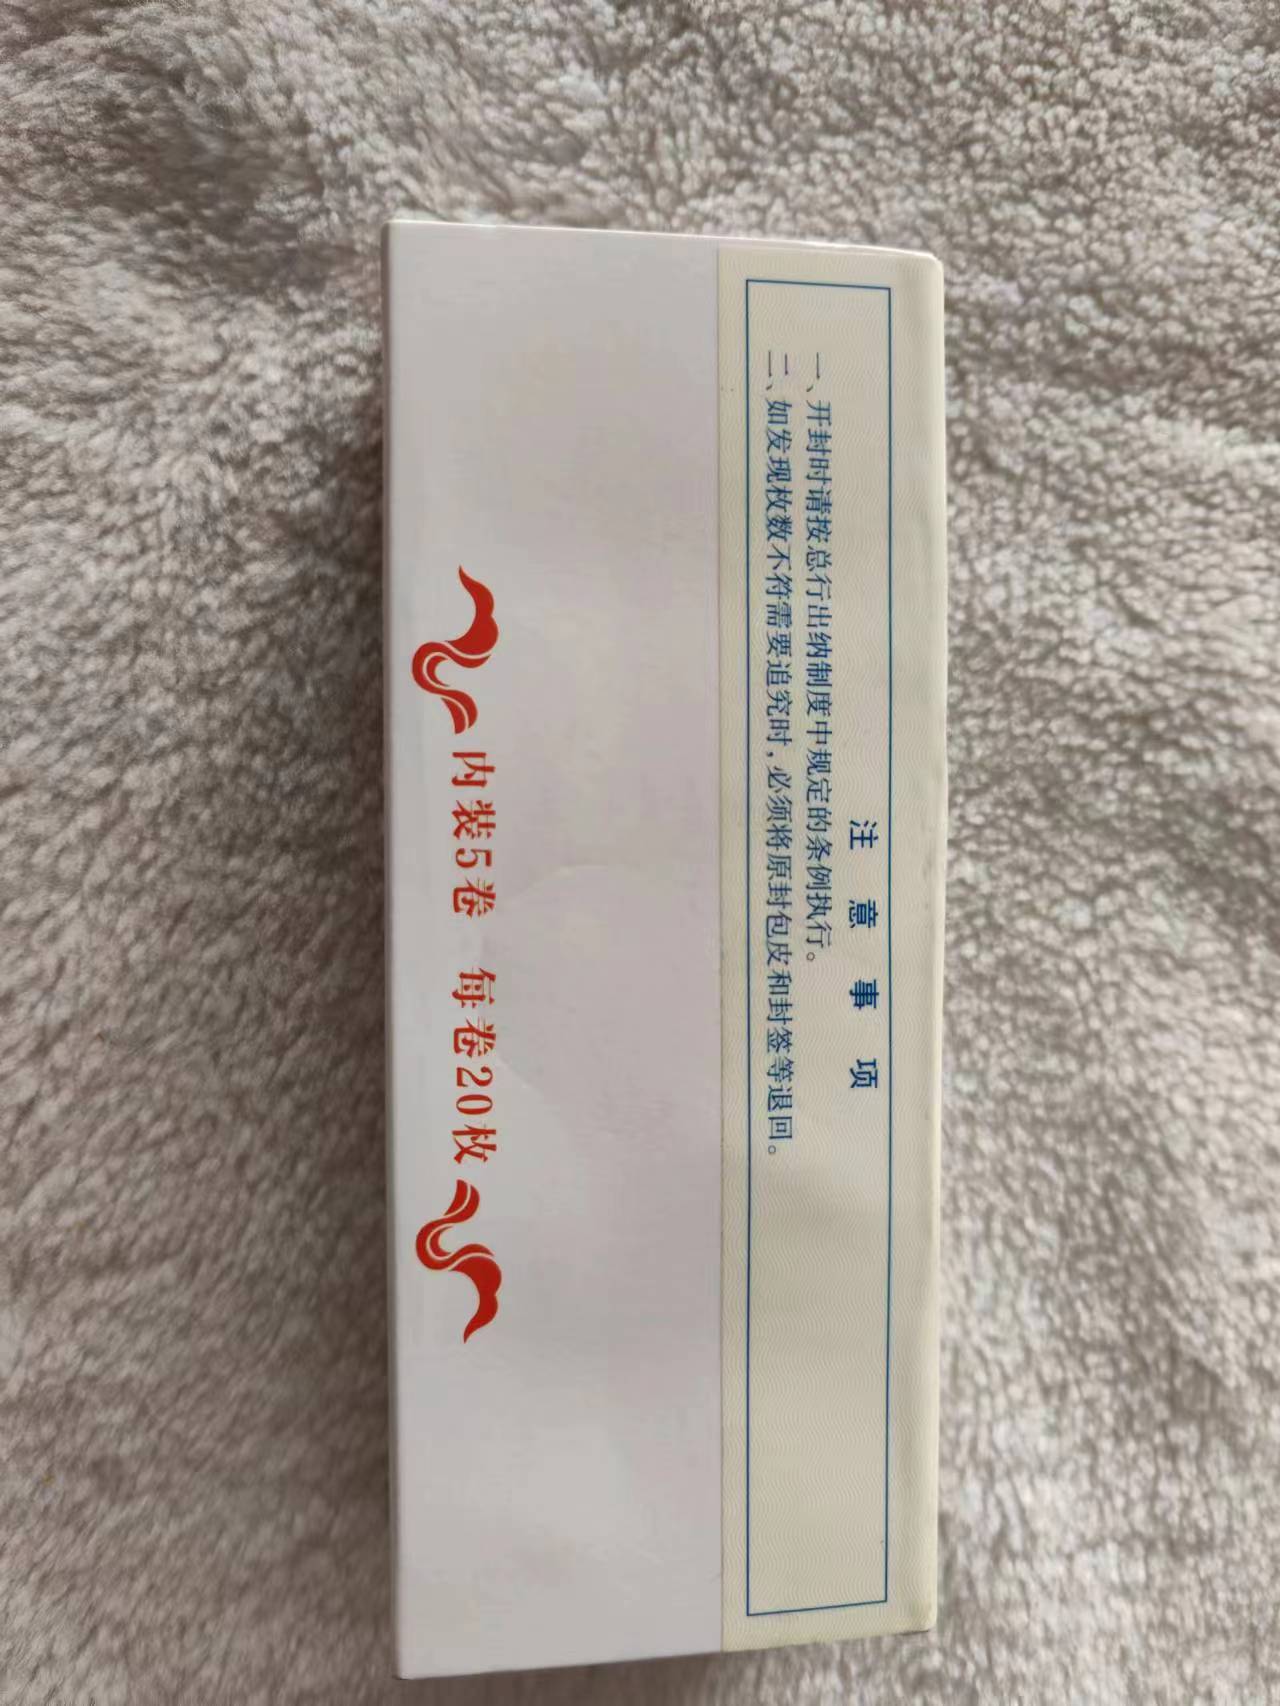 注意事项
一、开封时请按总行出纳制度中规定的条例执行。
二、如发现枚数不符需要追究时，必须将原封包皮和封签等退回。
内装5卷 每卷20枚